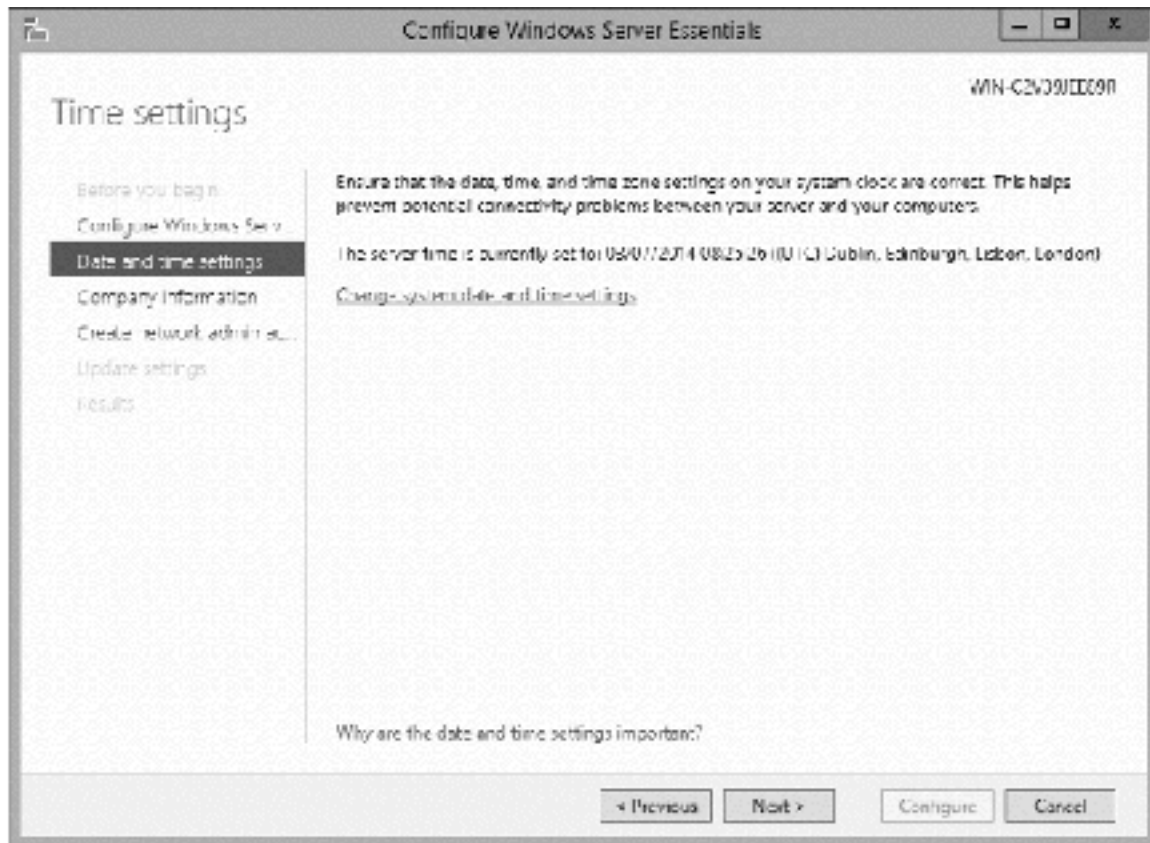 Configure Windows Server Essentials
Time settings
Before you begin
Configure Windows Serv...
Date and time settings
Company information
Create network admin ac...
Update settings
Results
Ensure that the date, time, and time zone settings on your system clock are correct. This helps
prevent potential connectivity problems between your server and your computers.
The server time is currently set for 08/07/2014 08:25:26 ((UTC) Dublin, Edinburgh, Lisbon, London)
Change system date and time settings
Why are the date and time settings important?
< Previous
Next >
Configure
Cancel